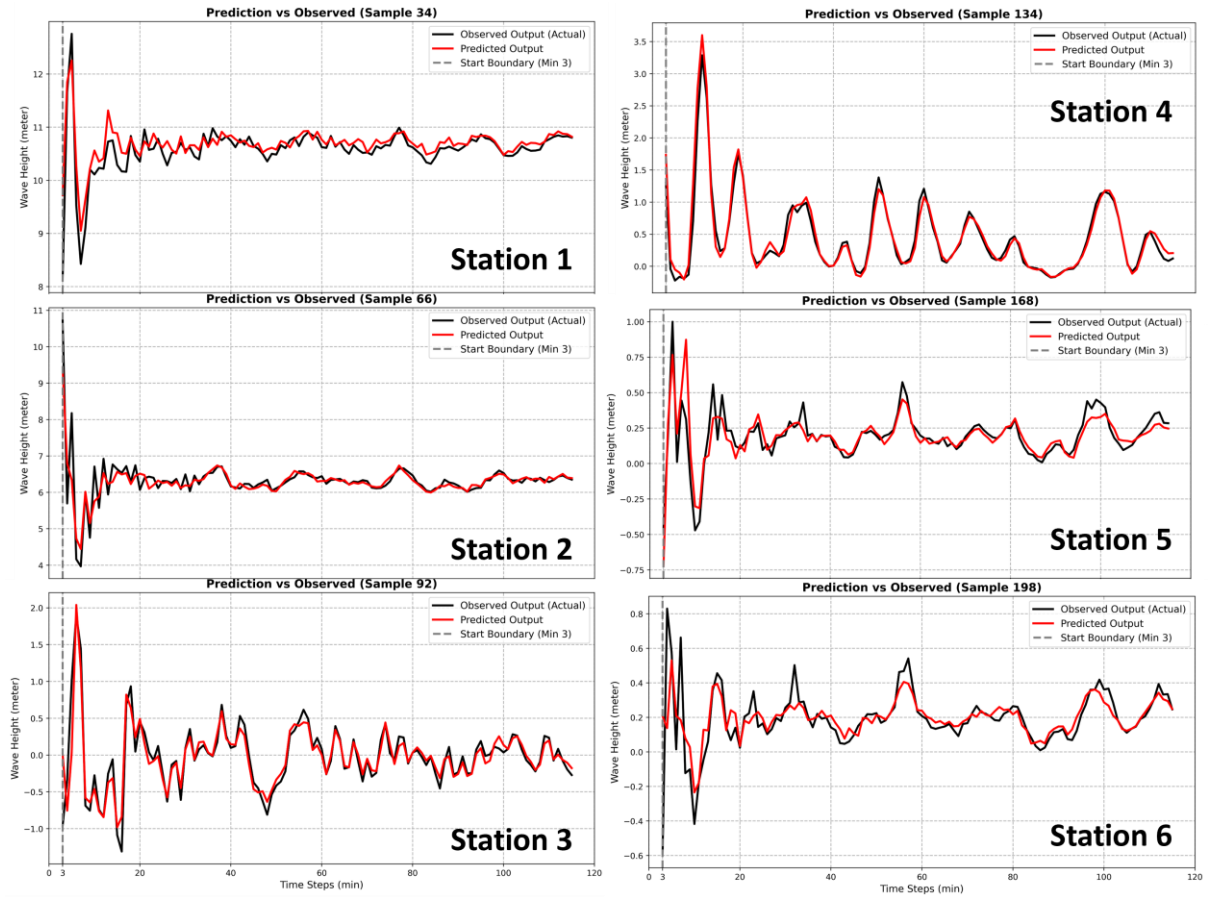 Prediction vs Observed (Sample 34)
Observed Output (Actual)
Predicted Output
Start Boundary (Min 3)
Wave Height (meter)
12
11
10
9
8
Station 1
Prediction vs Observed (Sample 66)
Observed Output (Actual)
Predicted Output
Start Boundary (Min 3)
Wave Height (meter)
11
10
9
8
7
6
5
4
Station 2
Prediction vs Observed (Sample 92)
Observed Output (Actual)
Predicted Output
Start Boundary (Min 3)
Wave Height (meter)
2.0
1.5
1.0
0.5
0.0
−0.5
−1.0
Station 3
0 3 20 40 60 80 100 120
Time Steps (min)
Prediction vs Observed (Sample 134)
Observed Output (Actual)
Predicted Output
Start Boundary (Min 3)
Wave Height (meter)
3.5
3.0
2.5
2.0
1.5
1.0
0.5
0.0
Station 4
Prediction vs Observed (Sample 168)
Observed Output (Actual)
Predicted Output
Start Boundary (Min 3)
Wave Height (meter)
1.00
0.75
0.50
0.25
0.00
−0.25
−0.50
−0.75
Station 5
Prediction vs Observed (Sample 198)
Observed Output (Actual)
Predicted Output
Start Boundary (Min 3)
Wave Height (meter)
0.8
0.6
0.4
0.2
0.0
−0.2
−0.4
−0.6
Station 6
0 3 20 40 60 80 100 120
Time Steps (min)